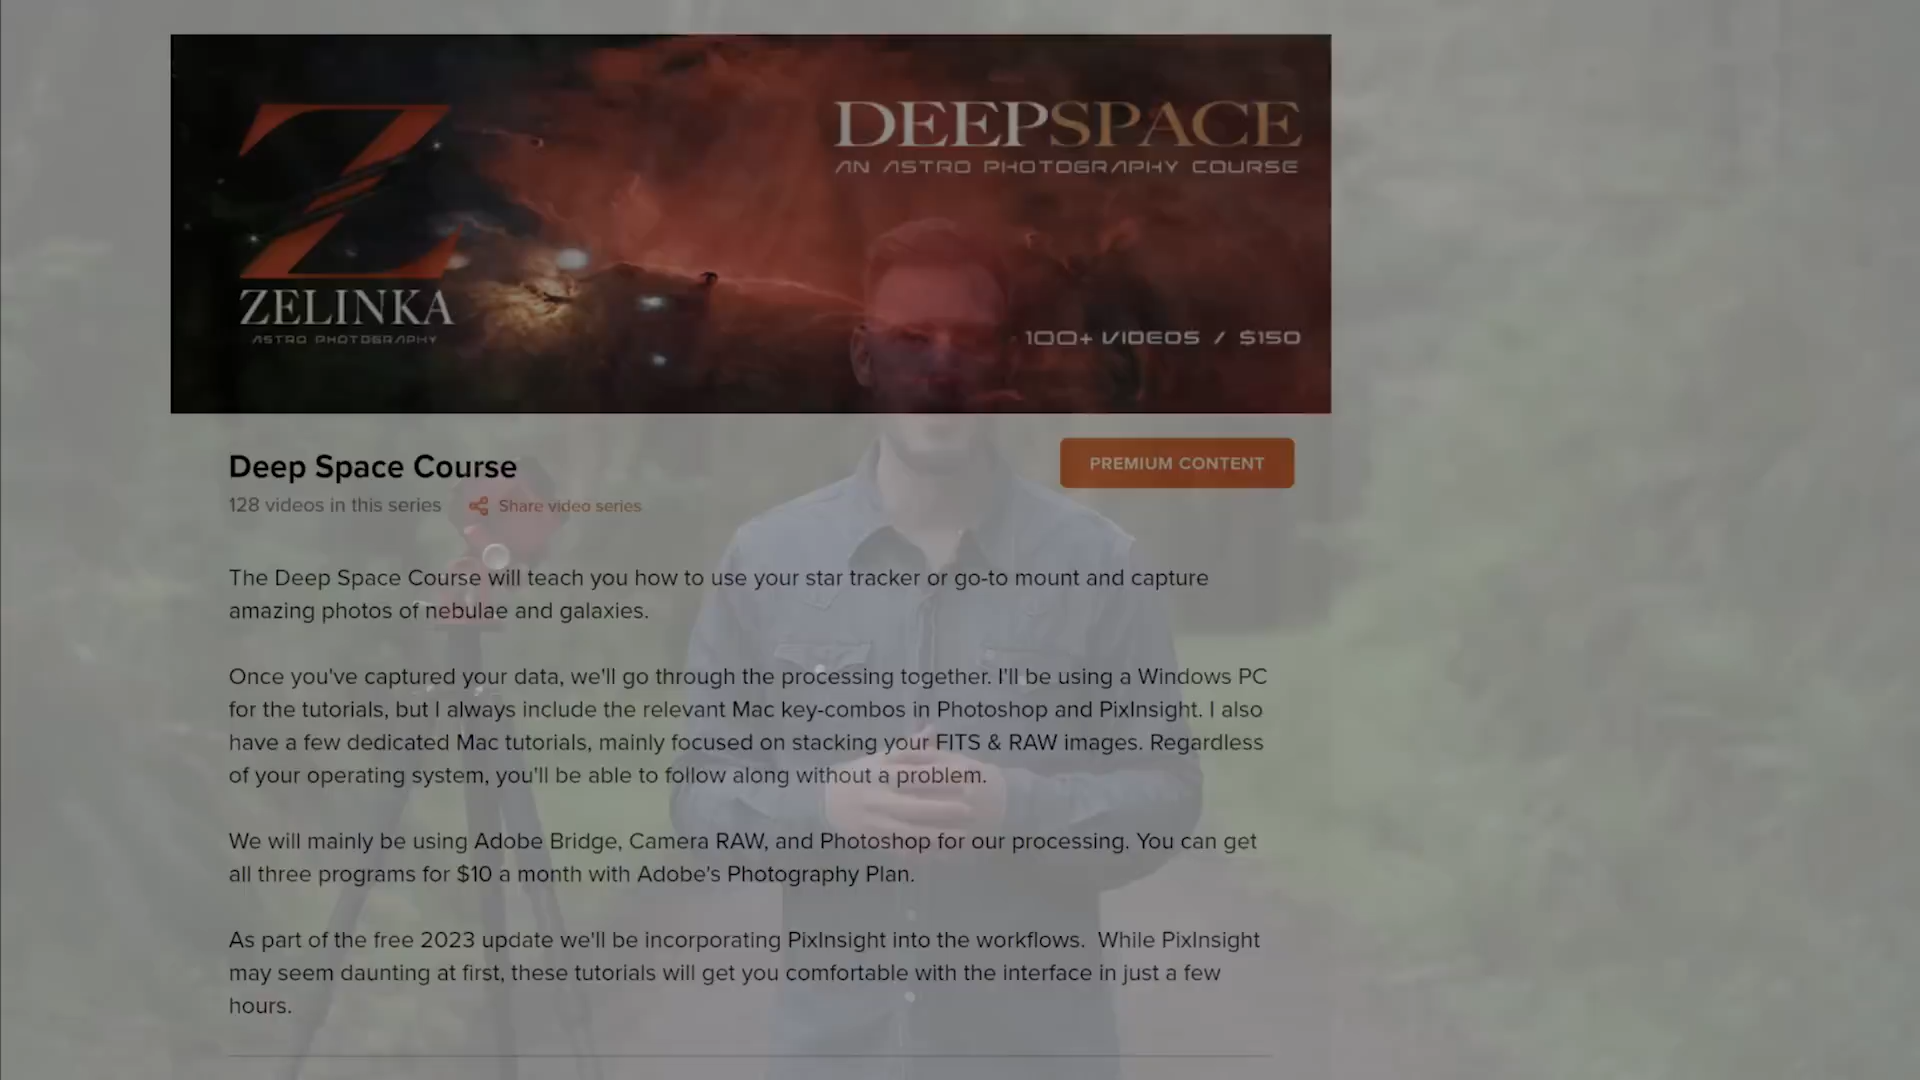 DEEPSPACE
AN ASTRO PHOTOGRAPHY COURSE
ZELINKA
ASTRO PHOTOGRAPHY
100+ VIDEOS / $150
Deep Space Course
PREMIUM CONTENT
128 videos in this series
Share video series
The Deep Space Course will teach you how to use your star tracker or go-to mount and capture
amazing photos of nebulae and galaxies.
Once you've captured your data, we'll go through the processing together. I'll be using a Windows PC
for the tutorials, but I always include the relevant Mac key-combos in Photoshop and PixInsight. I also
have a few dedicated Mac tutorials, mainly focused on stacking your FITS & RAW images. Regardless
of your operating system, you'll be able to follow along without a problem.
We will mainly be using Adobe Bridge, Camera RAW, and Photoshop for our processing. You can get
all three programs for $10 a month with Adobe's Photography Plan.
As part of the free 2023 update we'll be incorporating PixInsight into the workflows. While PixInsight
may seem daunting at first, these tutorials will get you comfortable with the interface in just a few
hours.